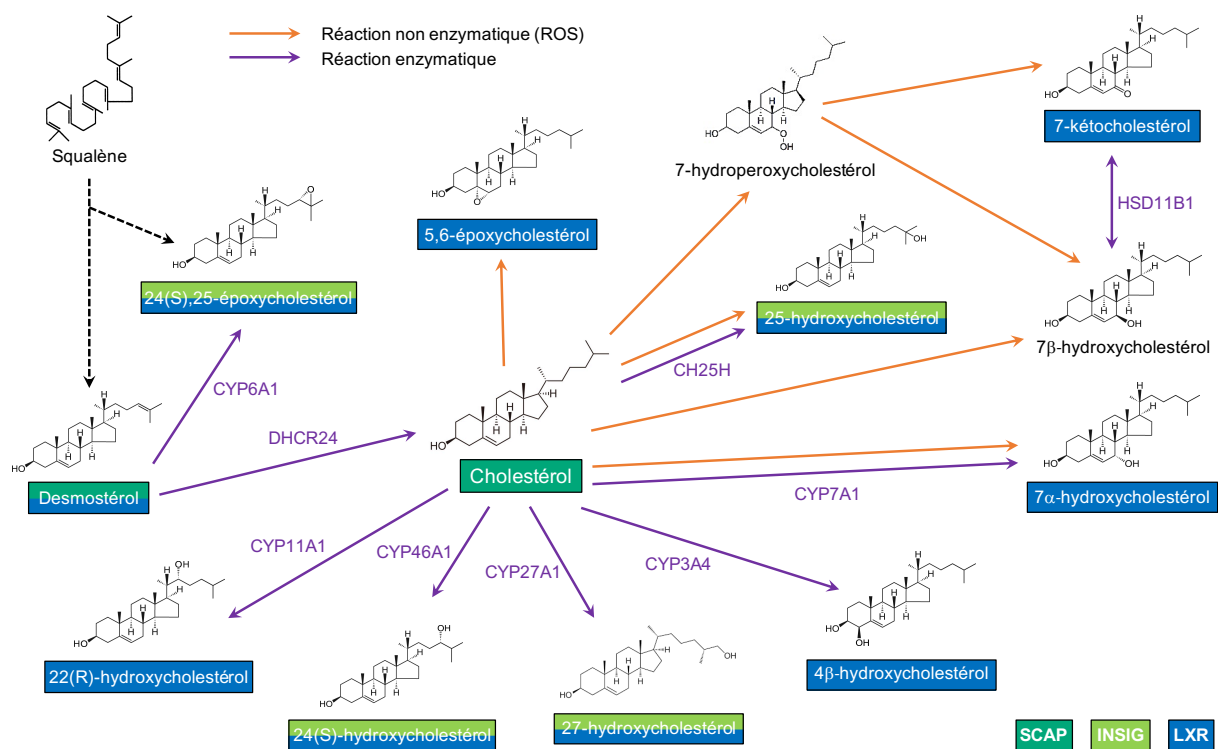 Réaction non enzymatique (ROS)
Réaction enzymatique
Squalène
7-hydroperoxycholestérol
7-kétocholestérol
HSD11B1
5,6-époxycholestérol
24(S),25-époxycholestérol
25-hydroxycholestérol
7β-hydroxycholestérol
CYP6A1
CH25H
DHCR24
Desmostérol
Cholestérol
CYP7A1
7α-hydroxycholestérol
CYP11A1
CYP46A1
CYP27A1
CYP3A4
22(R)-hydroxycholestérol
24(S)-hydroxycholestérol
27-hydroxycholestérol
4β-hydroxycholestérol
SCAP INSIG LXR